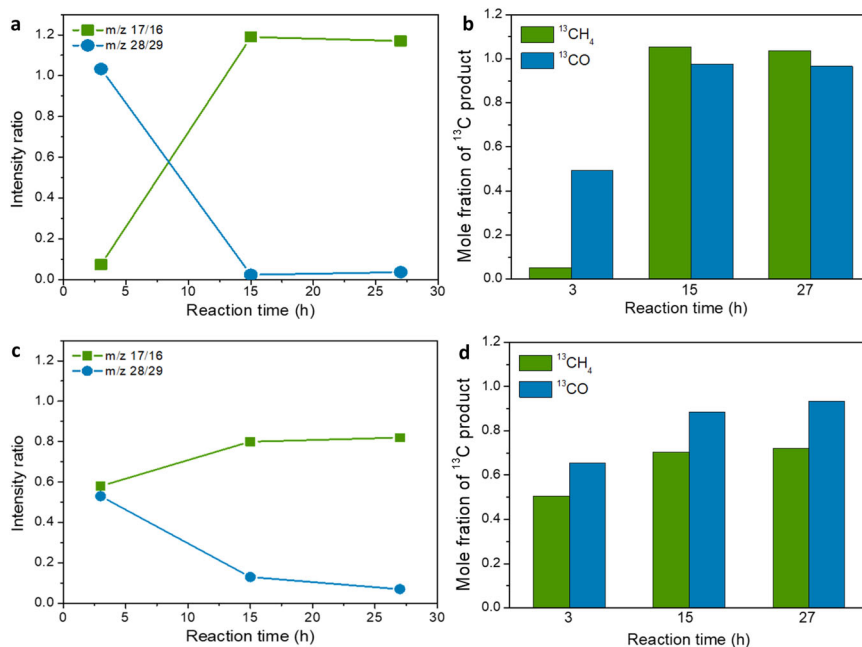 a
m/z 17/16
m/z 28/29
Intensity ratio
1.2
1.0
0.8
0.6
0.4
0.2
0.0
0 5 10 15 20 25 30
Reaction time (h)
b
¹³CH₄
¹³CO
Mole fration of ¹³C product
1.2
1.0
0.8
0.6
0.4
0.2
0.0
3 15 27
Reaction time (h)
c
m/z 17/16
m/z 28/29
Intensity ratio
1.2
1.0
0.8
0.6
0.4
0.2
0.0
0 5 10 15 20 25 30
Reaction time (h)
d
¹³CH₄
¹³CO
Mole fration of ¹³C product
1.2
1.0
0.8
0.6
0.4
0.2
0.0
3 15 27
Reaction time (h)